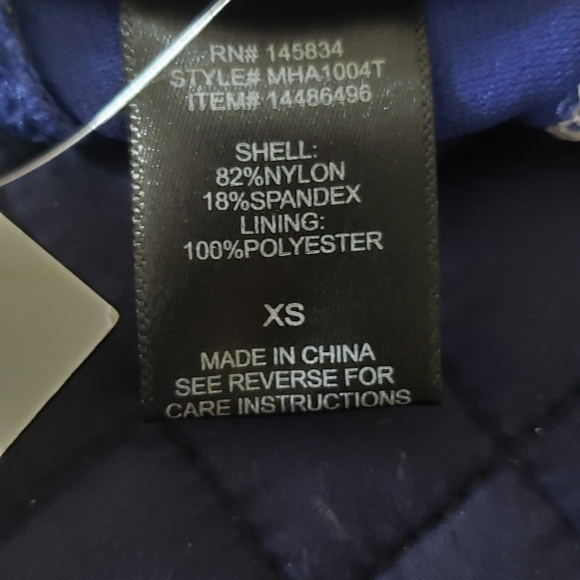 RN# 145834
STYLE# MHA1004T
ITEM# 14486496
SHELL:
82%NYLON
18%SPANDEX
LINING:
100%POLYESTER
XS
MADE IN CHINA
SEE REVERSE FOR
CARE INSTRUCTIONS